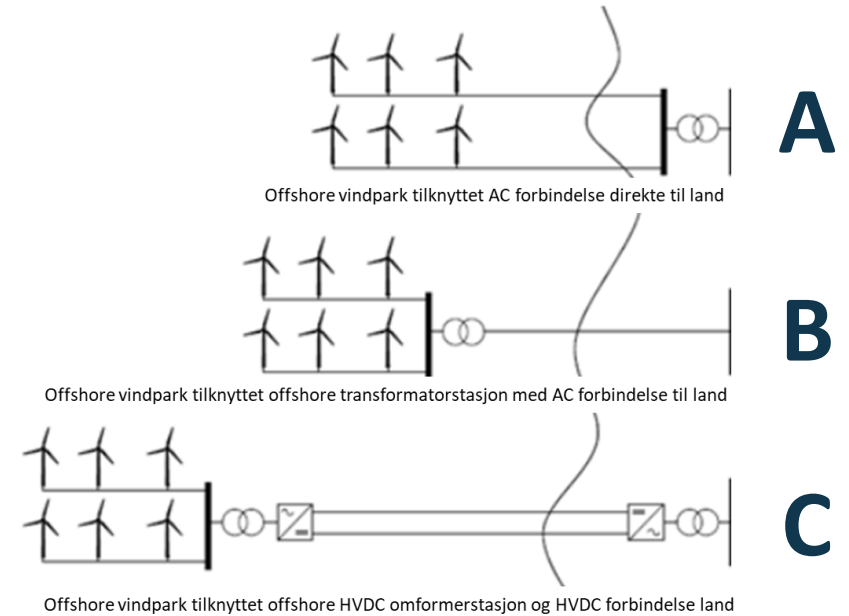 A
Offshore vindpark tilknyttet AC forbindelse direkte til land
B
Offshore vindpark tilknyttet offshore transformatorstasjon med AC forbindelse til land
C
Offshore vindpark tilknyttet offshore HVDC omformerstasjon og HVDC forbindelse land